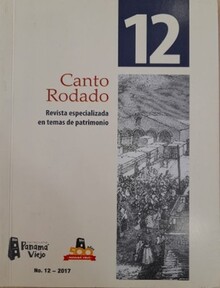 12
Canto
Rodado
Revista especializada
en temas de patrimonio
Panamá
Viejo
No. 12 – 2017